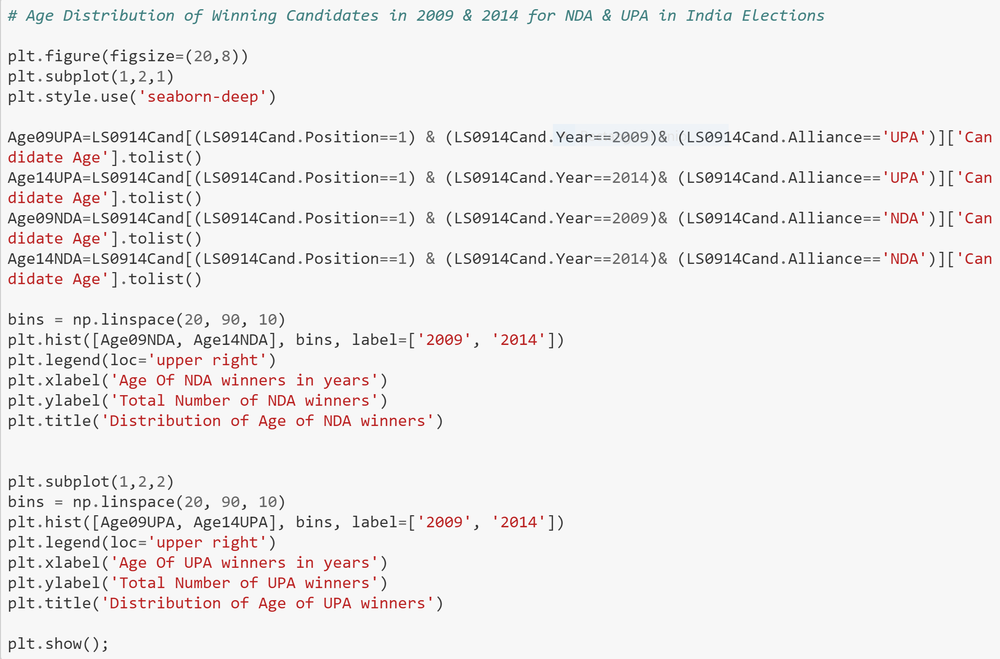 # Age Distribution of Winning Candidates in 2009 & 2014 for NDA & UPA in India Elections
plt.figure(figsize=(20,8))
plt.subplot(1,2,1)
plt.style.use('seaborn-deep')
Age09UPA=LS0914Cand[(LS0914Cand.Position==1) & (LS0914Cand.Year==2009)& (LS0914Cand.Alliance=='UPA')]['Can
didate Age'].tolist()
Age14UPA=LS0914Cand[(LS0914Cand.Position==1) & (LS0914Cand.Year==2014)& (LS0914Cand.Alliance=='UPA')]['Can
didate Age'].tolist()
Age09NDA=LS0914Cand[(LS0914Cand.Position==1) & (LS0914Cand.Year==2009)& (LS0914Cand.Alliance=='NDA')]['Can
didate Age'].tolist()
Age14NDA=LS0914Cand[(LS0914Cand.Position==1) & (LS0914Cand.Year==2014)& (LS0914Cand.Alliance=='NDA')]['Can
didate Age'].tolist()
bins = np.linspace(20, 90, 10)
plt.hist([Age09NDA, Age14NDA], bins, label=['2009', '2014'])
plt.legend(loc='upper right')
plt.xlabel('Age Of NDA winners in years')
plt.ylabel('Total Number of NDA winners')
plt.title('Distribution of Age of NDA winners')
plt.subplot(1,2,2)
bins = np.linspace(20, 90, 10)
plt.hist([Age09UPA, Age14UPA], bins, label=['2009', '2014'])
plt.legend(loc='upper right')
plt.xlabel('Age Of UPA winners in years')
plt.ylabel('Total Number of UPA winners')
plt.title('Distribution of Age of UPA winners')
plt.show();